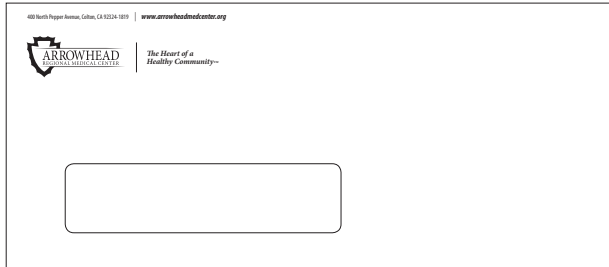 400 North Pepper Avenue, Colton, CA 92324-1819 | www.arrowheadmedcenter.org
ARROWHEAD
REGIONAL MEDICAL CENTER
The Heart of a
Healthy Community~